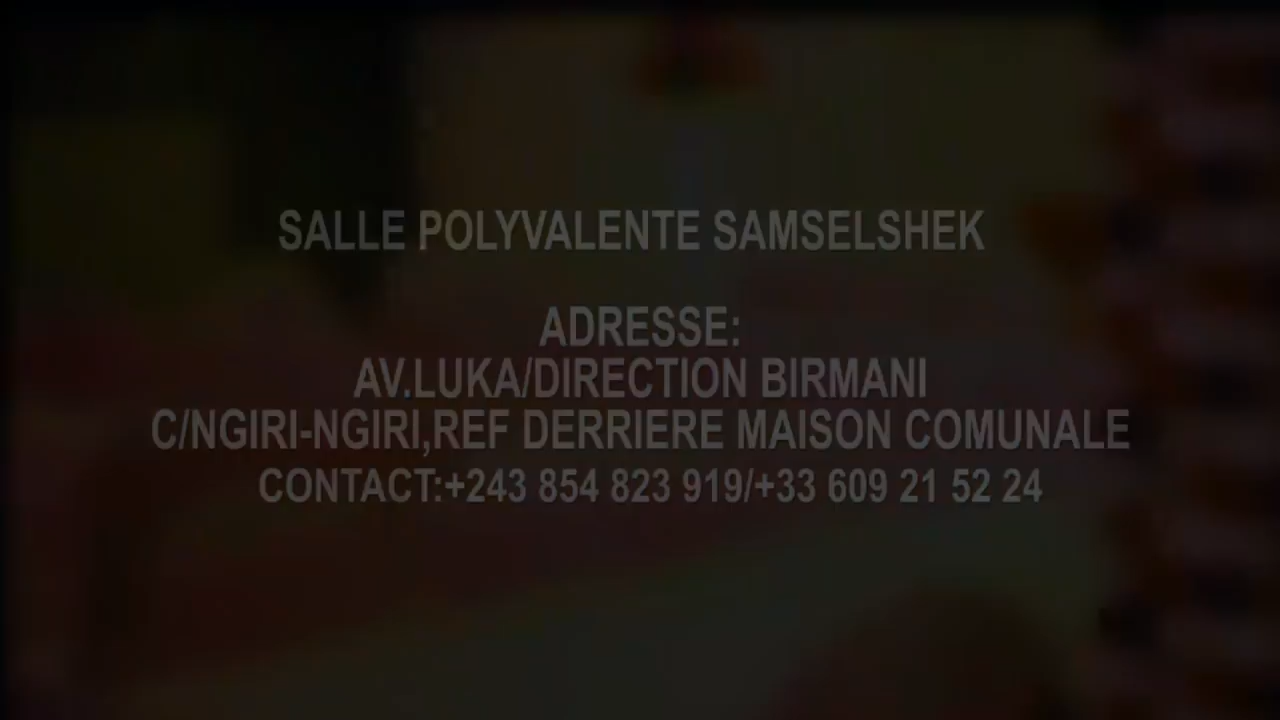 SALLE POLYVALENTE SAMSELSHEK
ADRESSE:
AV.LUKA/DIRECTION BIRMANI
C/NGIRI-NGIRI,REF DERRIERE MAISON COMUNALE
CONTACT:+243 854 823 919/+33 609 21 52 24